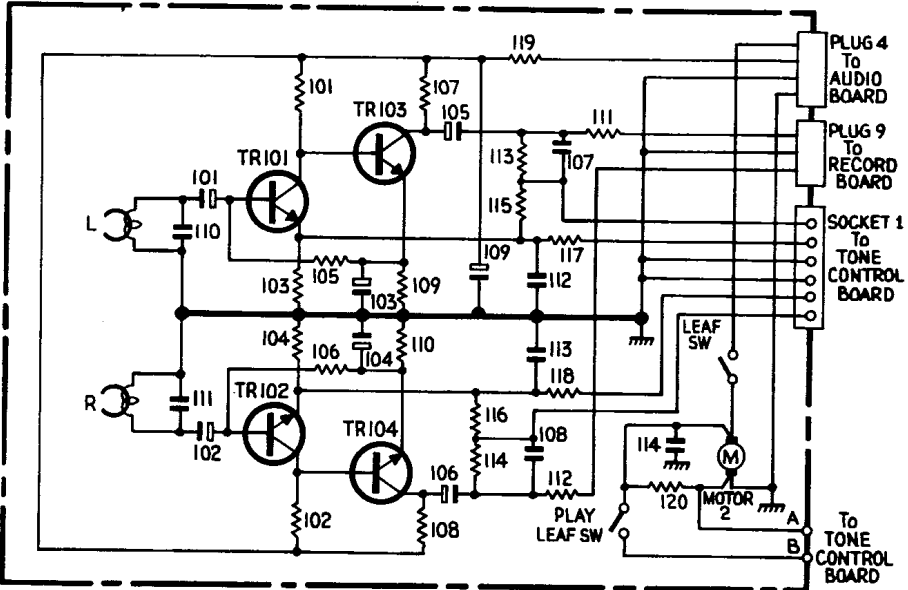 119
PLUG 4
To
AUDIO
BOARD
101
107
TR103
105
111
PLUG 9
To
RECORD
BOARD
TR101
113
107
101
115
L
110
SOCKET 1
To
TONE
CONTROL
BOARD
117
105
109
103
103
109
112
104
104
110
LEAF
SW
106
113
118
R
111
TR102
116
TR104
108
114
M
102
114
106
112
120
MOTOR
2
102
108
PLAY
LEAF SW
A
B
To
TONE
CONTROL
BOARD